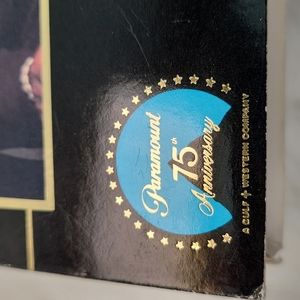 Paramount
75th
Anniversary
A GULF + WESTERN COMPANY